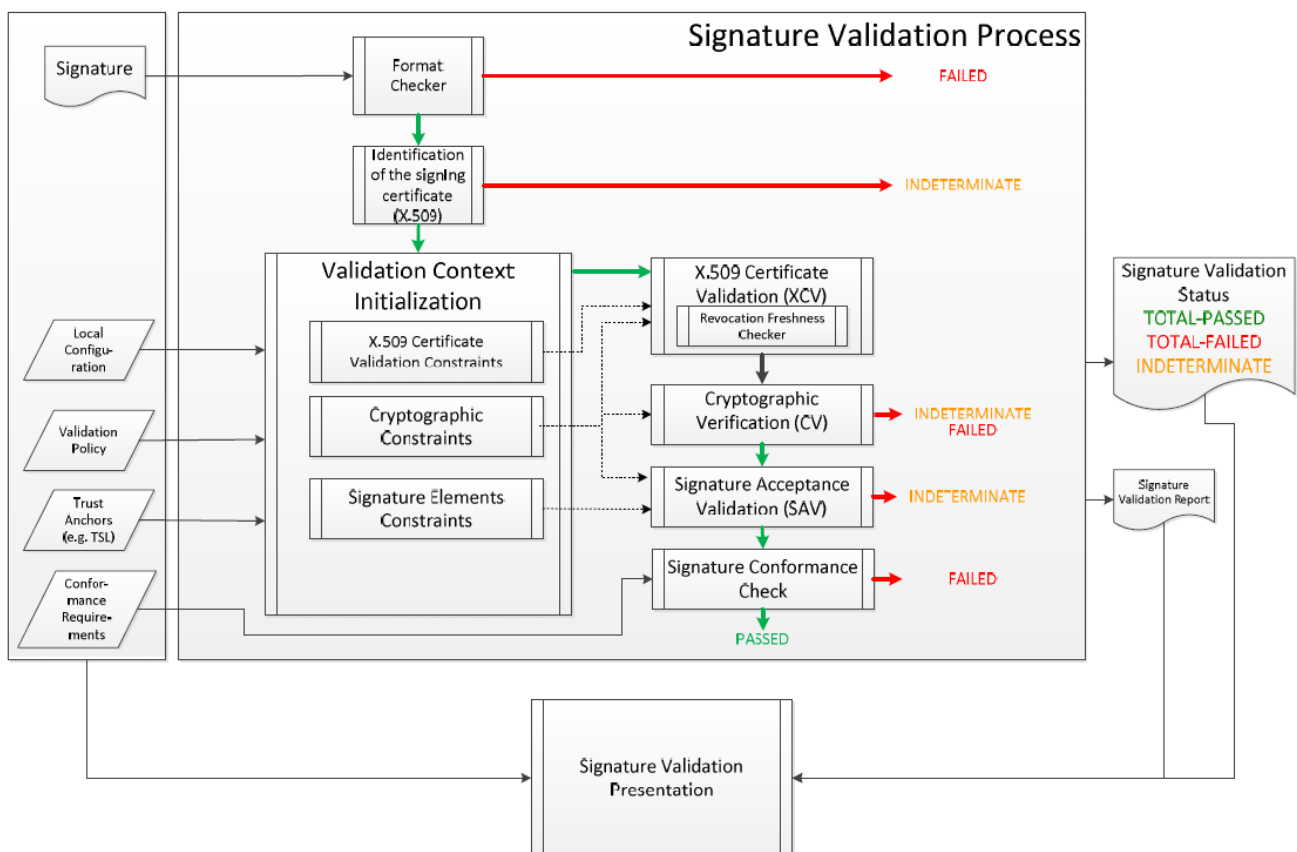 Signature Validation Process
Signature
Format
Checker
FAILED
Identification
of the signing
certificate
(X.509)
INDETERMINATE
Validation Context
Initialization
X.509 Certificate
Validation (XCV)
Revocation Freshness
Checker
Signature Validation
Status
TOTAL-PASSED
TOTAL-FAILED
INDETERMINATE
Local
Configu-
ration
X.509 Certificate
Validation Constraints
Validation
Policy
Cryptographic
Constraints
Cryptographic
Verification (CV)
INDETERMINATE
FAILED
Trust
Anchors
(e.g. TSL)
Signature Elements
Constraints
Signature Acceptance
Validation (SAV)
INDETERMINATE
Signature
Validation Report
Confor-
mance
Require-
ments
Signature Conformance
Check
FAILED
PASSED
Signature Validation
Presentation